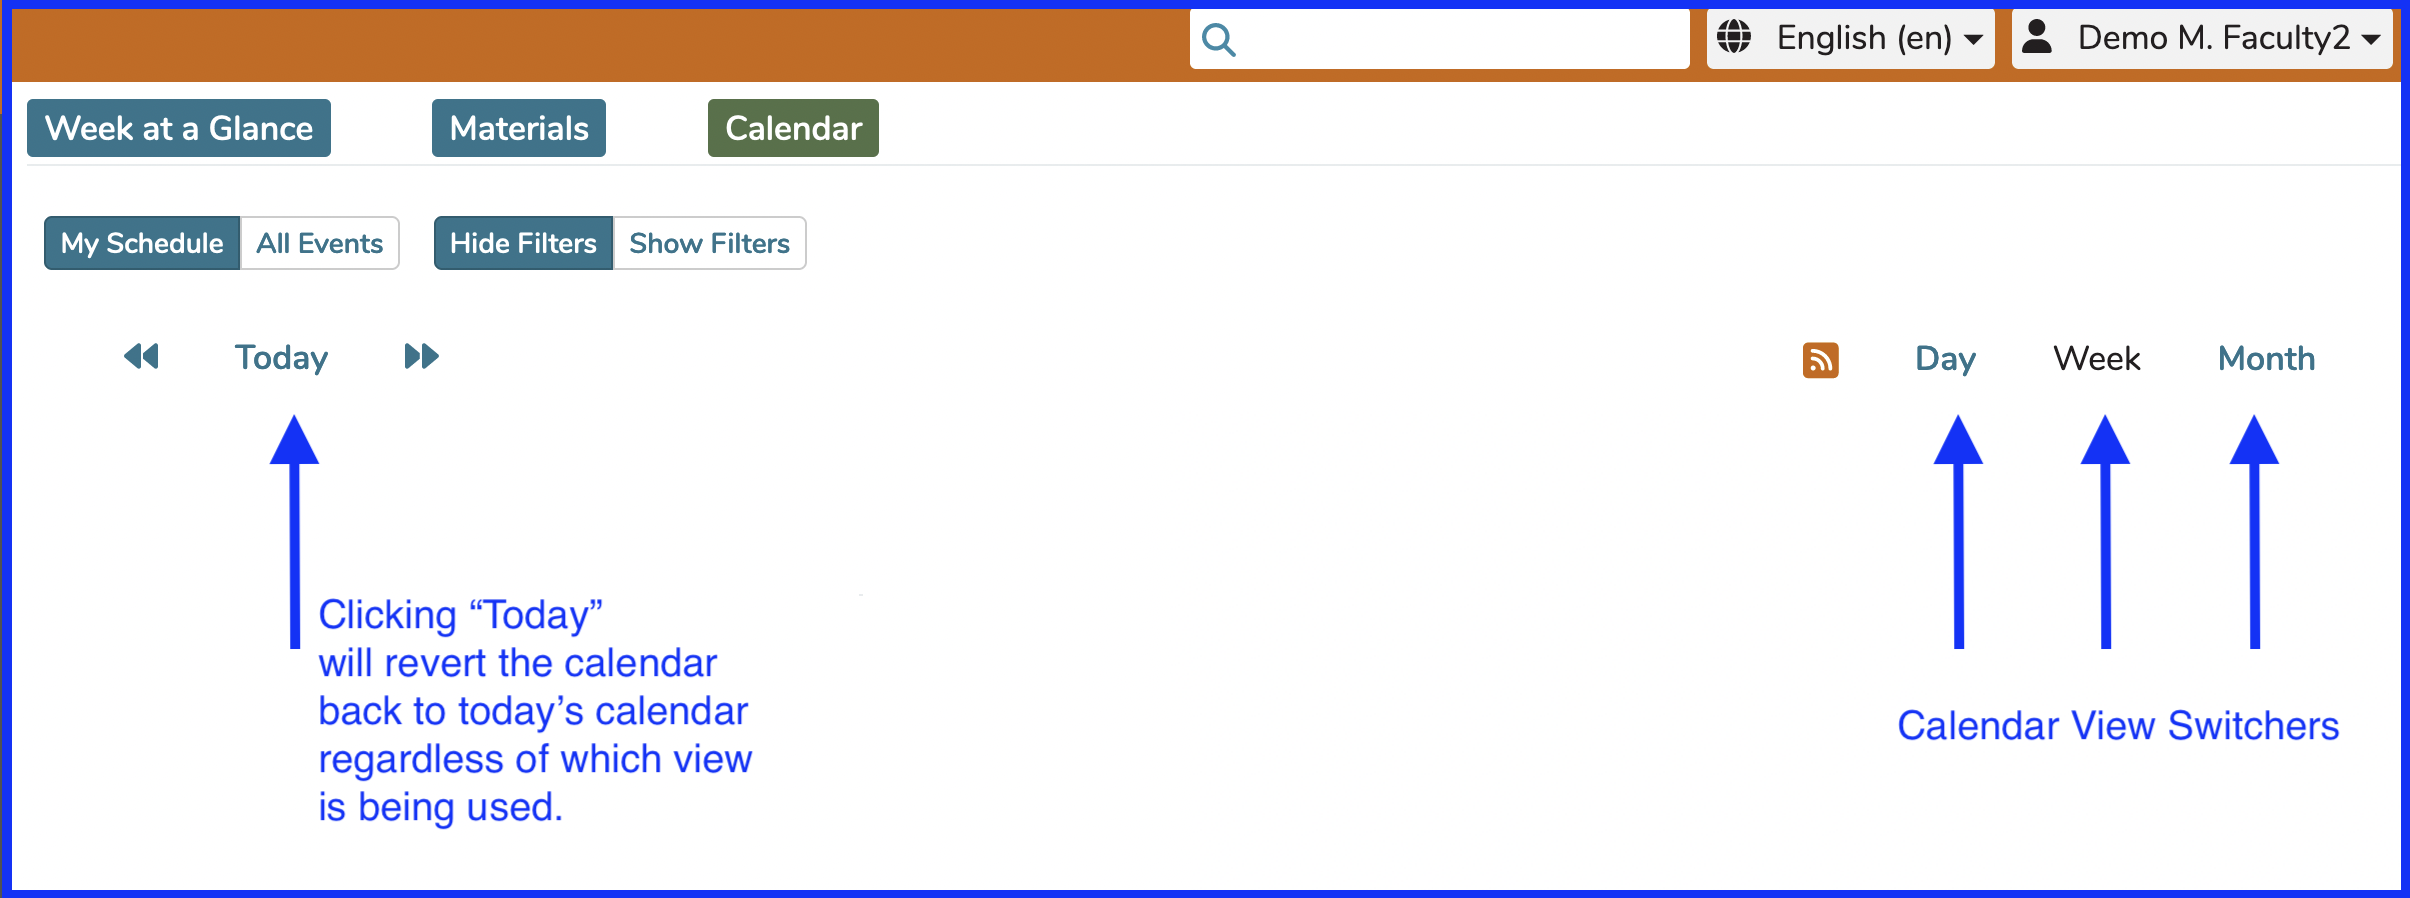 English (en)
Demo M. Faculty2
Week at a Glance
Materials
Calendar
My Schedule
All Events
Hide Filters
Show Filters
Today
Day
Week
Month
Clicking “Today”
will revert the calendar
back to today’s calendar
regardless of which view
is being used.
Calendar View Switchers